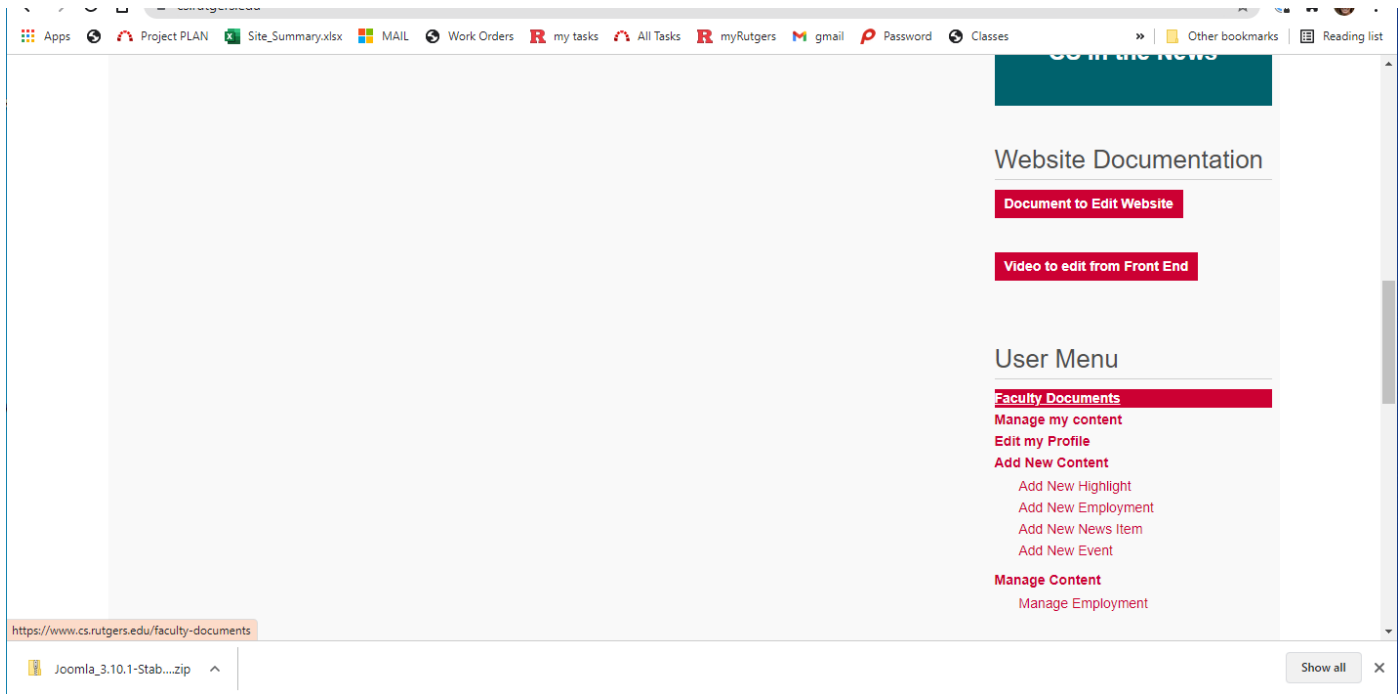 Apps Project PLAN Site_Summary.xlsx MAIL Work Orders my tasks All Tasks myRutgers gmail Password Classes » Other bookmarks Reading list
Website Documentation
Document to Edit Website
Video to edit from Front End
User Menu
Faculty Documents
Manage my content
Edit my Profile
Add New Content
Add New Highlight
Add New Employment
Add New News Item
Add New Event
Manage Content
Manage Employment
https://www.cs.rutgers.edu/faculty-documents
Joomla_3.10.1-Stab....zip
Show all